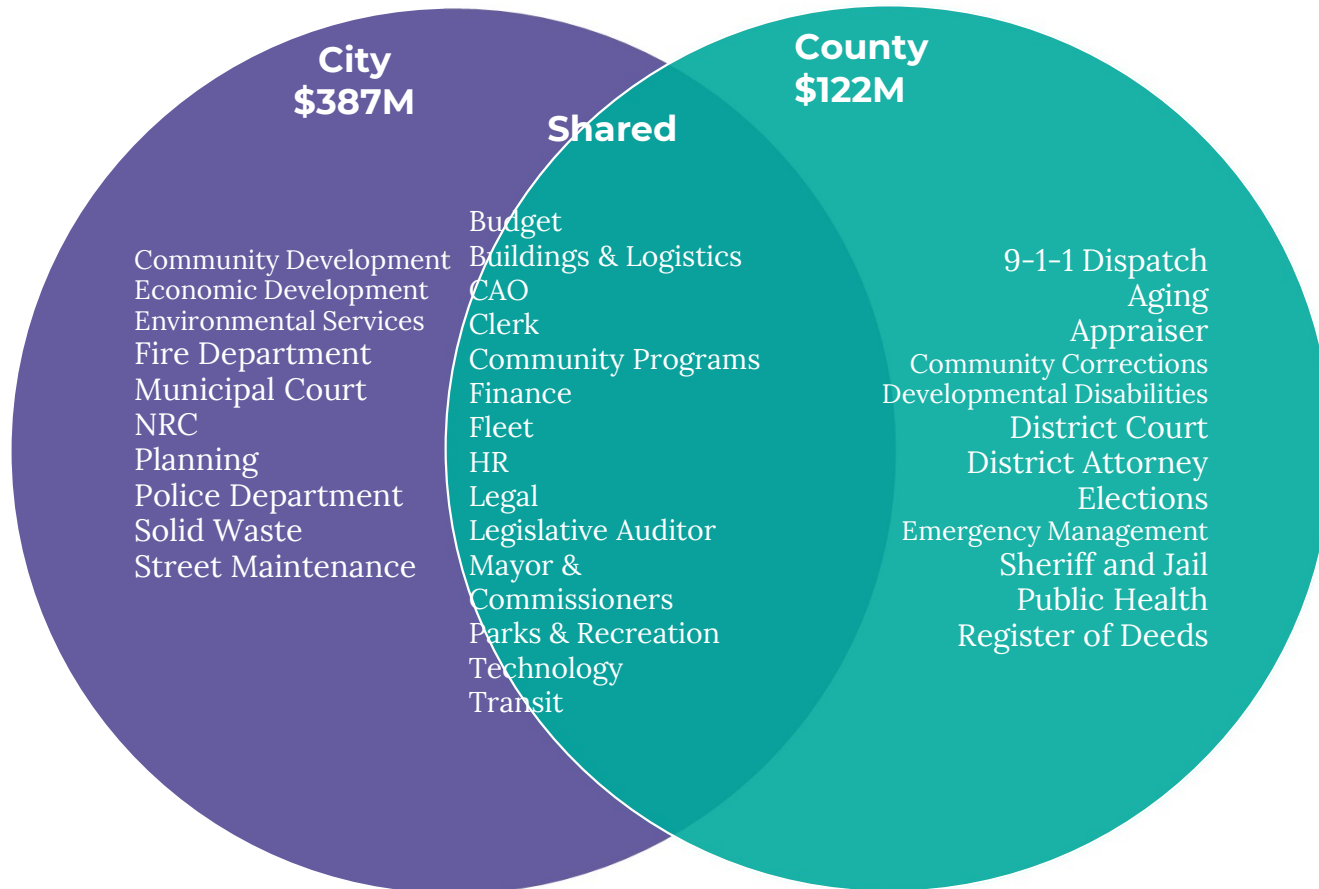 City
$387M
County
$122M
Shared
Community Development
Economic Development
Environmental Services
Fire Department
Municipal Court
NRC
Planning
Police Department
Solid Waste
Street Maintenance
Budget
Buildings & Logistics
CAO
Clerk
Community Programs
Finance
Fleet
HR
Legal
Legislative Auditor
Mayor &
Commissioners
Parks & Recreation
Technology
Transit
9-1-1 Dispatch
Aging
Appraiser
Community Corrections
Developmental Disabilities
District Court
District Attorney
Elections
Emergency Management
Sheriff and Jail
Public Health
Register of Deeds